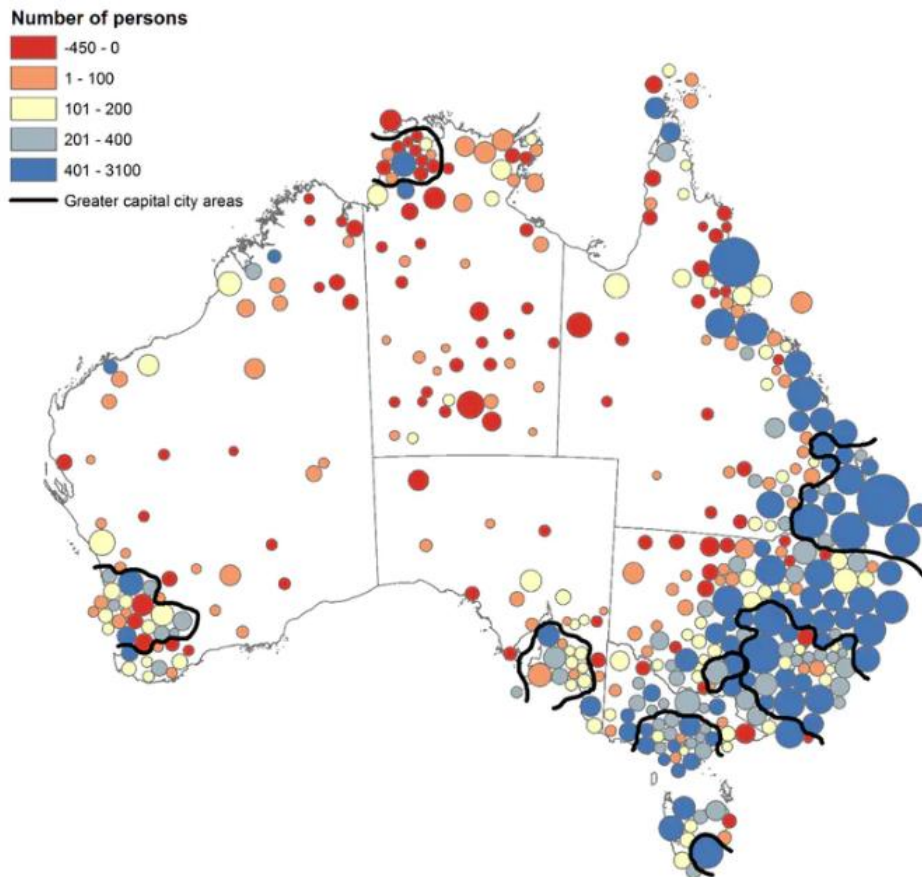 Number of persons
-450 - 0
1 - 100
101 - 200
201 - 400
401 - 3100
Greater capital city areas